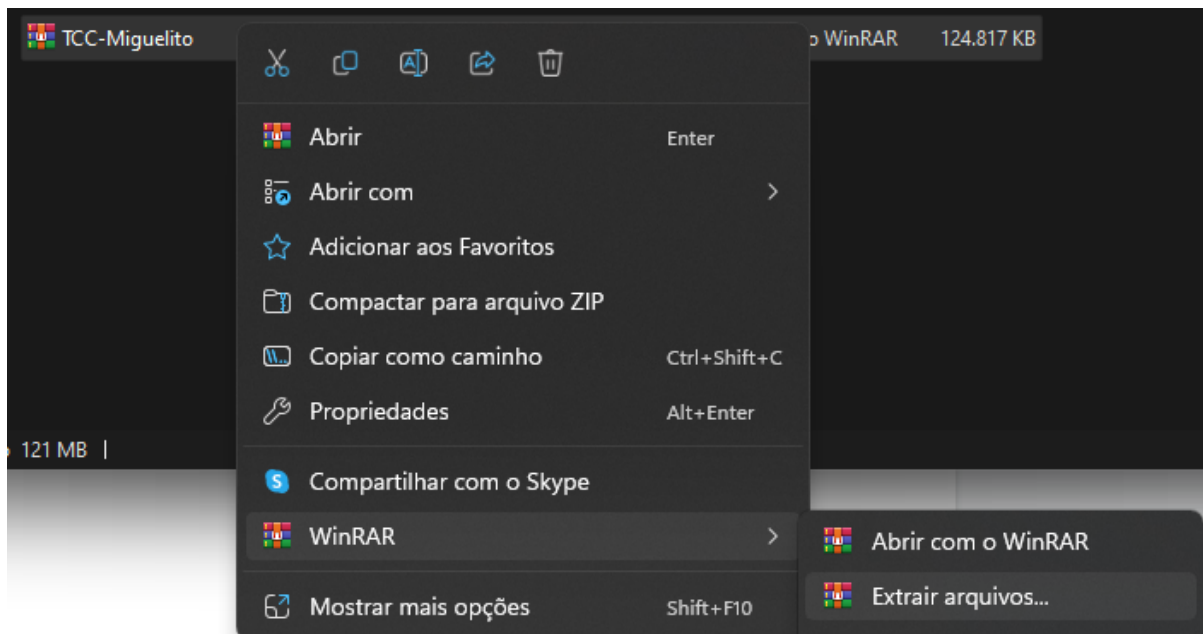 TCC-Miguelito o WinRAR 124.817 KB
Abrir Enter
Abrir com
Adicionar aos Favoritos
Compactar para arquivo ZIP
Copiar como caminho Ctrl+Shift+C
Propriedades Alt+Enter
121 MB
Compartilhar com o Skype
WinRAR
Abrir com o WinRAR
Extrair arquivos...
Mostrar mais opções Shift+F10